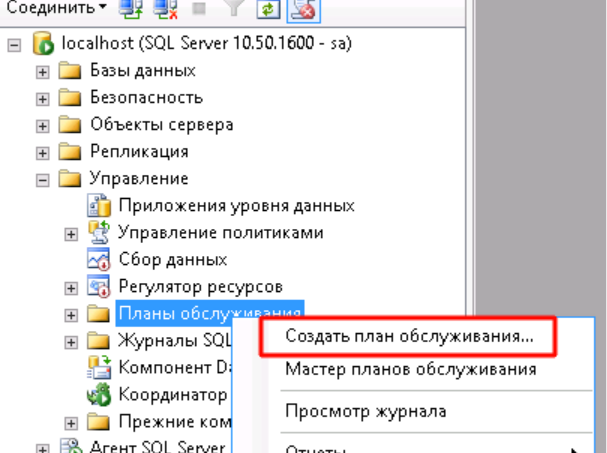 Соединить
localhost (SQL Server 10.50.1600 - sa)
Базы данных
Безопасность
Объекты сервера
Репликация
Управление
Приложения уровня данных
Управление политиками
Сбор данных
Регулятор ресурсов
Планы обслуживания
Создать план обслуживания...
Журналы SQL
Компонент
Мастер планов обслуживания
Координатор
Просмотр журнала
Прежние ком
Агент SQL Server
Отчеты